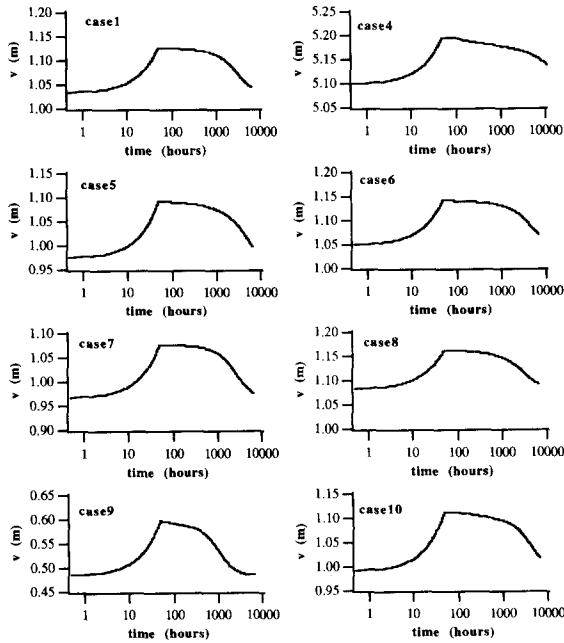 case1
v (m)
1.20
1.15
1.10
1.05
1.00
1 10 100 1000 10000
time (hours)
case4
v (m)
5.25
5.20
5.15
5.10
5.05
1 10 100 1000 10000
time (hours)
case5
v (m)
1.15
1.10
1.05
1.00
0.95
1 10 100 1000 10000
time (hours)
case6
v (m)
1.20
1.15
1.10
1.05
1.00
1 10 100 1000 10000
time (hours)
case7
v (m)
1.10
1.05
1.00
0.95
0.90
1 10 100 1000 10000
time (hours)
case8
v (m)
1.20
1.15
1.10
1.05
1.00
1 10 100 1000 10000
time (hours)
case9
v (m)
0.65
0.60
0.55
0.50
0.45
1 10 100 1000 10000
time (hours)
case10
v (m)
1.15
1.10
1.05
1.00
0.95
1 10 100 1000 10000
time (hours)